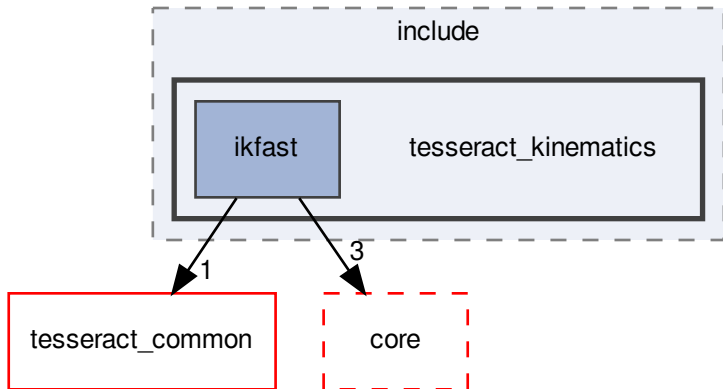 include
ikfast
tesseract_kinematics
1
3
tesseract_common
core